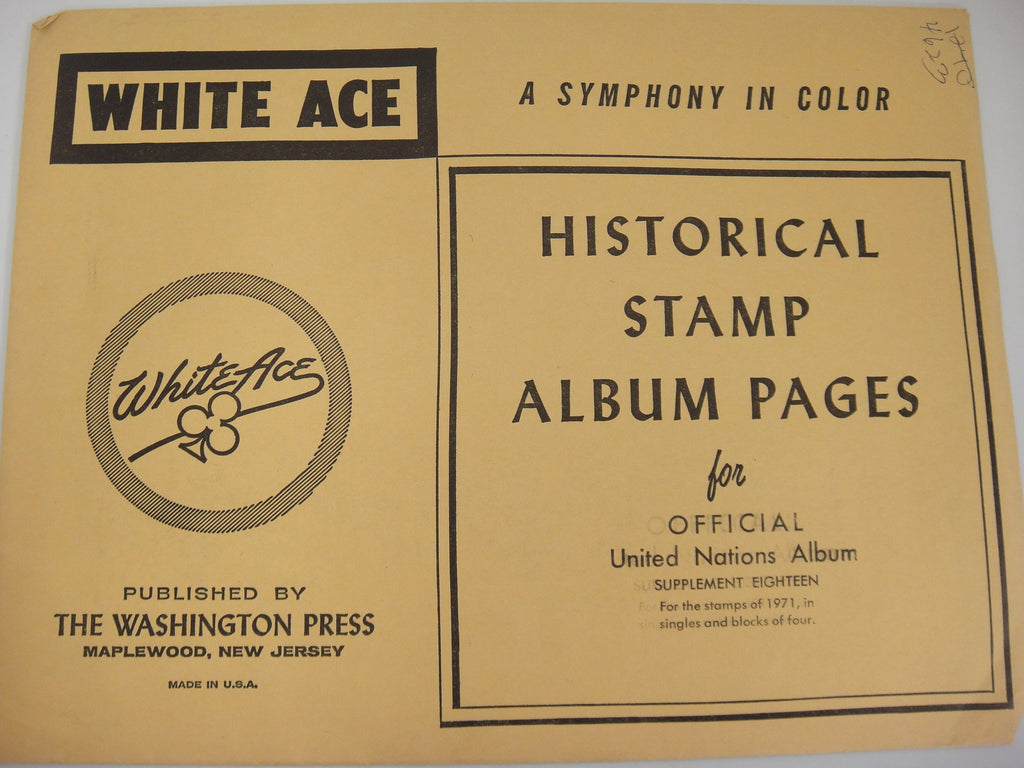 WHITE ACE
A SYMPHONY IN COLOR
HISTORICAL
STAMP
ALBUM PAGES
for
OFFICIAL
United Nations Album
SUPPLEMENT EIGHTEEN
For the stamps of 1971, in
singles and blocks of four.
White Ace
PUBLISHED BY
THE WASHINGTON PRESS
MAPLEWOOD, NEW JERSEY
MADE IN U.S.A.